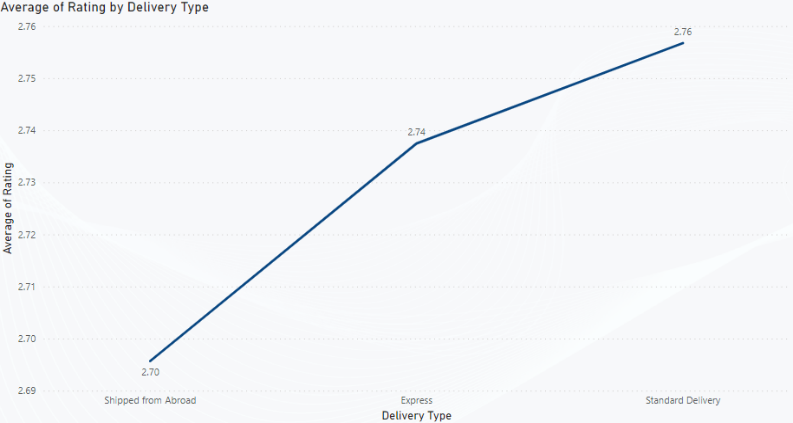 Average of Rating by Delivery Type
2.76
2.75
2.74
2.73
2.72
2.71
2.70
2.69
Average of Rating
2.70
2.74
2.76
Shipped from Abroad
Express
Standard Delivery
Delivery Type